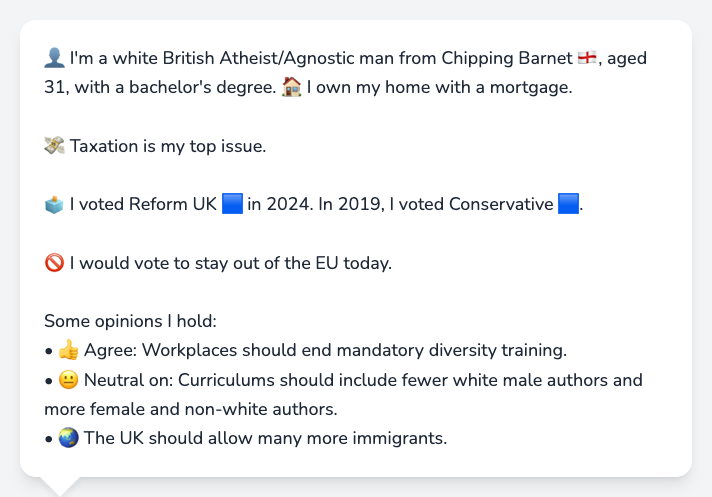 👤 I'm a white British Atheist/Agnostic man from Chipping Barnet 🏴󠁧󠁢󠁥󠁮󠁧󠁿, aged
31, with a bachelor's degree. 🏠 I own my home with a mortgage.
💸 Taxation is my top issue.
🗳️ I voted Reform UK 🟦 in 2024. In 2019, I voted Conservative 🟦.
🚫 I would vote to stay out of the EU today.
Some opinions I hold:
• 👍 Agree: Workplaces should end mandatory diversity training.
• 😐 Neutral on: Curriculums should include fewer white male authors and
more female and non-white authors.
• 🌏 The UK should allow many more immigrants.